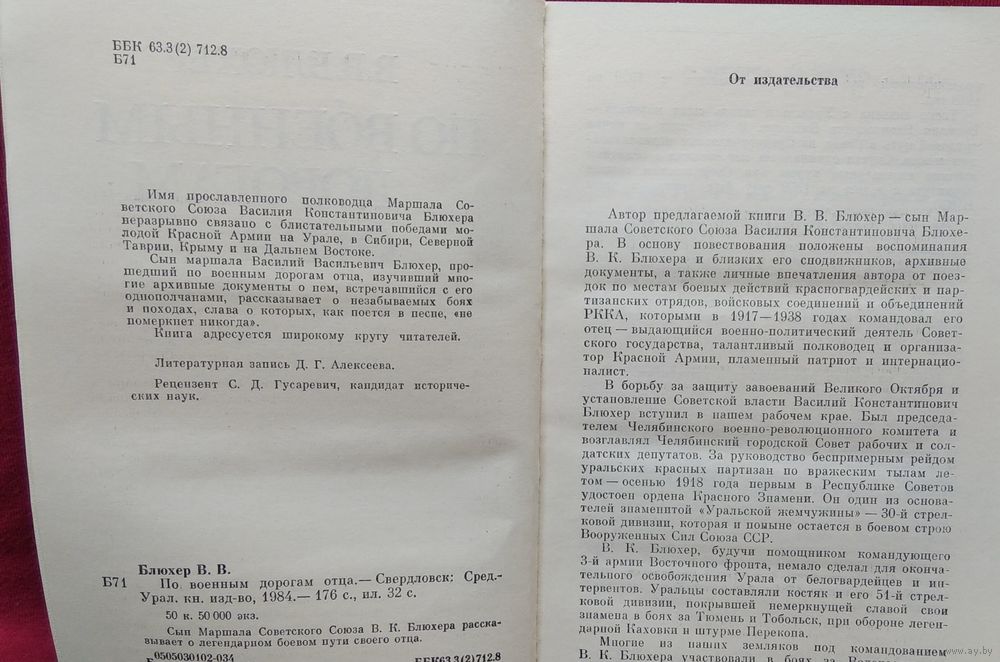 ББК 63.3(2) 712.8
Б71
Имя прославленного полководца Маршала Со-
ветского Союза Василия Константиновича Блюхера
неразрывно связано с блистательными победами мо-
лодой Красной Армии на Урале, в Сибири, Северной
Таврии, Крыму и на Дальнем Востоке.
Сын маршала Василий Васильевич Блюхер, про-
шедший по военным дорогам отца, изучивший мно-
гие архивные документы о нем, встречавшийся с его
однополчанами, рассказывает о незабываемых боях
и походах, слава о которых, как поется в песне, «не
померкнет никогда».
Книга адресуется широкому кругу читателей.
Литературная запись Д. Г. Алексеева.
Рецензент С. Д. Гусаревич, кандидат историче-
ских наук.
Блюхер В. В.
Б71 По военным дорогам отца.— Свердловск: Сред.-
Урал. кн. изд-во, 1984.— 176 с., ил. 32 с.
50 к. 50 000 экз.
Сын Маршала Советского Союза В. К. Блюхера расска-
зывает о легендарном боевом пути своего отца.
0505030102-034
ББК63.3(2)712.8
От издательства
Автор предлагаемой книги В. В. Блюхер — сын Мар-
шала Советского Союза Василия Константиновича Блюхе-
ра. В основу повествования положены воспоминания
В. К. Блюхера и близких его сподвижников, архивные
документы, а также личные впечатления автора от поез-
док по местам боевых действий красногвардейских и пар-
тизанских отрядов, войсковых соединений и объединений
РККА, которыми в 1917—1938 годах командовал его
отец — выдающийся военно-политический деятель Совет-
ского государства, талантливый полководец и организа-
тор Красной Армии, пламенный патриот и интернацио-
налист.
В борьбу за защиту завоеваний Великого Октября и
установление Советской власти Василий Константинович
Блюхер вступил в нашем рабочем крае. Был председа-
телем Челябинского военно-революционного комитета и
возглавлял Челябинский городской Совет рабочих и сол-
датских депутатов. За руководство беспримерным рейдом
уральских красных партизан по вражеским тылам ле-
том — осенью 1918 года первым в Республике Советов
удостоен ордена Красного Знамени. Он один из основа-
телей знаменитой «Уральской жемчужины» — 30-й стрел-
ковой дивизии, которая и поныне остается в боевом строю
Вооруженных Сил Союза ССР.
В. К. Блюхер, будучи помощником командующего
3-й армии Восточного фронта, немало сделал для оконча-
тельного освобождения Урала от белогвардейцев и ин-
тервентов. Уральцы составляли костяк и его 51-й стрел-
ковой дивизии, покрывшей немеркнущей славой свои
знамена в боях за Тюмень и Тобольск, при обороне леген-
дарной Каховки и штурме Перекопа.
Многие из наших земляков под командованием
В. К. Блюхера участвовали в боях за
www.ay.by